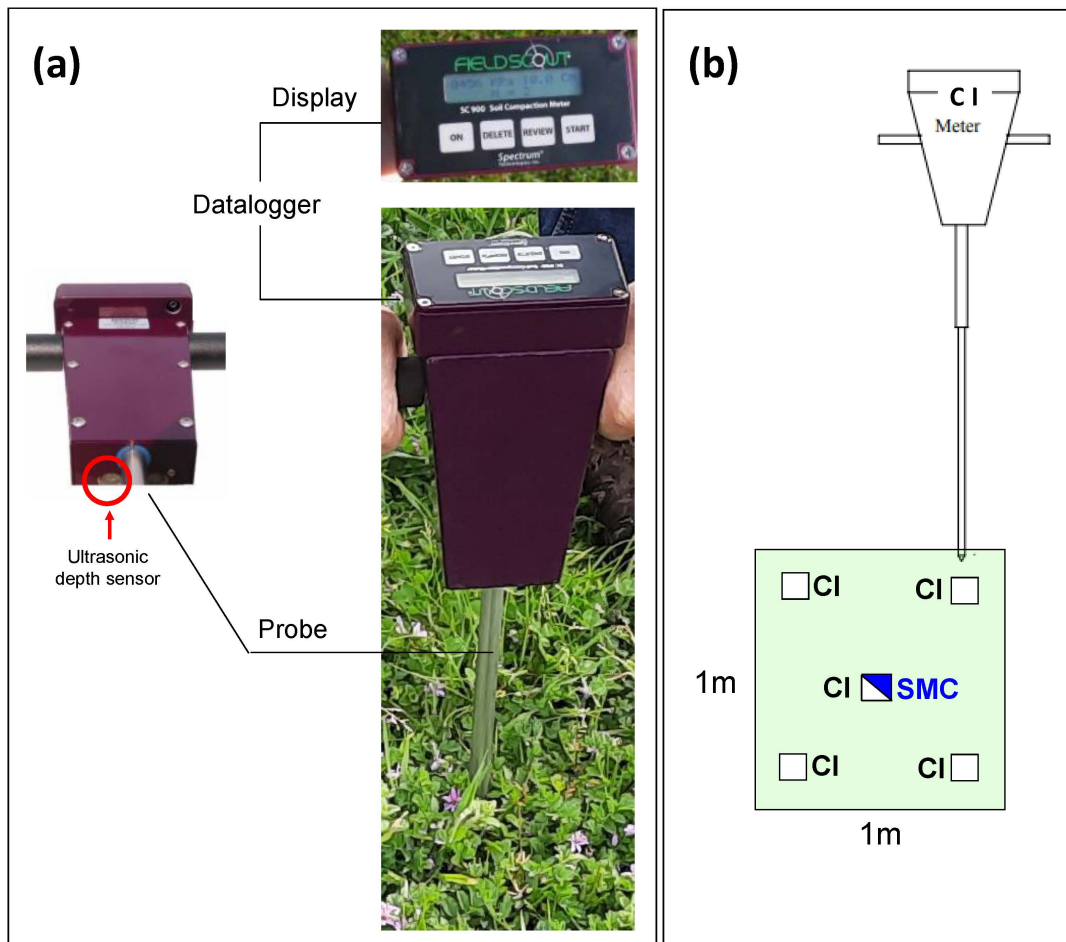 (a)
Display
Datalogger
FIELDSCOUT
SC 900 Soil Compaction Meter
ON DELETE REVIEW START
Spectrum
Ultrasonic
depth sensor
Probe
(b)
C I
Meter
CI CI
1m CI SMC
CI CI
1m